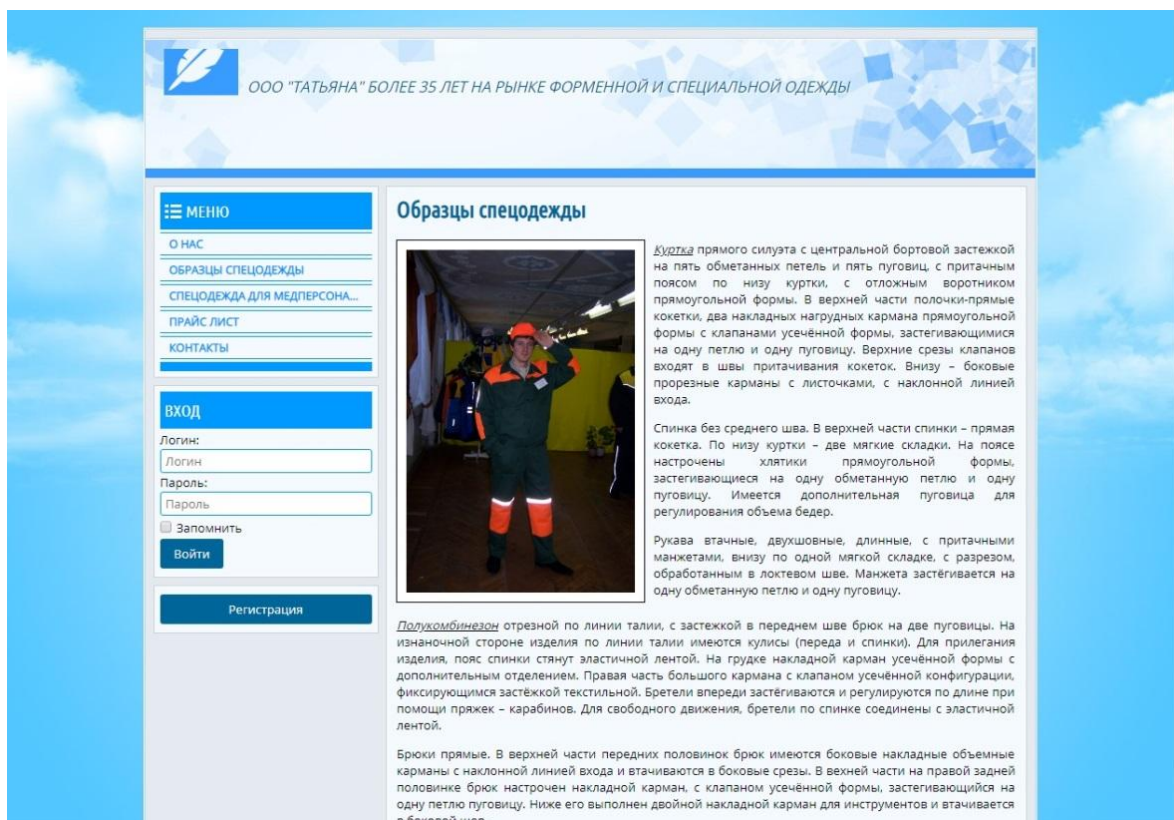 ООО "ТАТЬЯНА" БОЛЕЕ 35 ЛЕТ НА РЫНКЕ ФОРМЕННОЙ И СПЕЦИАЛЬНОЙ ОДЕЖДЫ
МЕНЮ
О НАС
ОБРАЗЦЫ СПЕЦОДЕЖДЫ
СПЕЦОДЕЖДА ДЛЯ МЕДПЕРСОНА...
ПРАЙС ЛИСТ
КОНТАКТЫ
ВХОД
Логин:
Логин
Пароль:
Пароль
Запомнить
Войти
Регистрация
Образцы спецодежды
Куртка прямого силуэта с центральной бортовой застежкой
на пять обметанных петель и пять пуговиц, с притачным
поясом по низу куртки, с отложным воротником
прямоугольной формы. В верхней части полочки-прямые
кокетки, два накладных нагрудных кармана прямоугольной
формы с клапанами усечённой формы, застегивающимися
на одну петлю и одну пуговицу. Верхние срезы клапанов
входят в швы притачивания кокеток. Внизу – боковые
прорезные карманы с листочками, с наклонной линией
входа.
Спинка без среднего шва. В верхней части спинки – прямая
кокетка. По низу куртки – две мягкие складки. На поясе
настрочены хлятики прямоугольной формы,
застегивающиеся на одну обметанную петлю и одну
пуговицу. Имеется дополнительная пуговица для
регулирования объема бедер.
Рукава втачные, двухшовные, длинные, с притачными
манжетами, внизу по одной мягкой складке, с разрезом,
обработанным в локтевом шве. Манжета застёгивается на
одну обметанную петлю и одну пуговицу.
Полукомбинезон отрезной по линии талии, с застежкой в переднем шве брюк на две пуговицы. На
изнаночной стороне изделия по линии талии имеются кулисы (переда и спинки). Для прилегания
изделия, пояс спинки стянут эластичной лентой. На грудке накладной карман усечённой формы с
дополнительным отделением. Правая часть большого кармана с клапаном усечённой конфигурации,
фиксирующимся застёжкой текстильной. Бретели впереди застёгиваются и регулируются по длине при
помощи пряжек – карабинов. Для свободного движения, бретели по спинке соединены с эластичной
лентой.
Брюки прямые. В верхней части передних половинок брюк имеются боковые накладные объемные
карманы с наклонной линией входа и втачиваются в боковые срезы. В вехней части на правой задней
половинке брюк настрочен накладной карман, с клапаном усечённой формы, застегивающийся на
одну петлю пуговицу. Ниже его выполнен двойной накладной карман для инструментов и втачивается
в боковой шов.